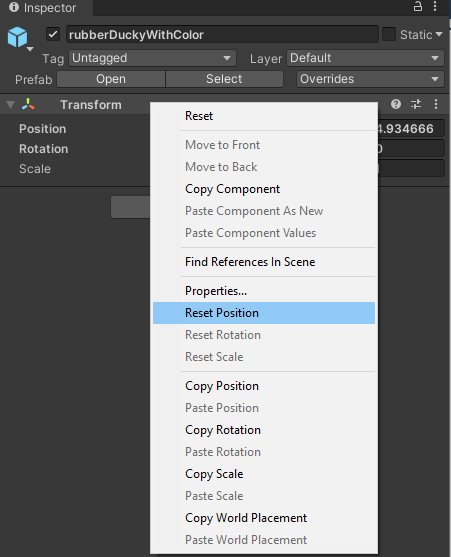 Inspector
rubberDuckyWithColor Static
Tag Untagged Layer Default
Prefab Open Select Overrides
Transform
Position 4.934666
Rotation 0
Scale
Reset
Move to Front
Move to Back
Copy Component
Paste Component As New
Paste Component Values
Find References In Scene
Properties...
Reset Position
Reset Rotation
Reset Scale
Copy Position
Paste Position
Copy Rotation
Paste Rotation
Copy Scale
Paste Scale
Copy World Placement
Paste World Placement